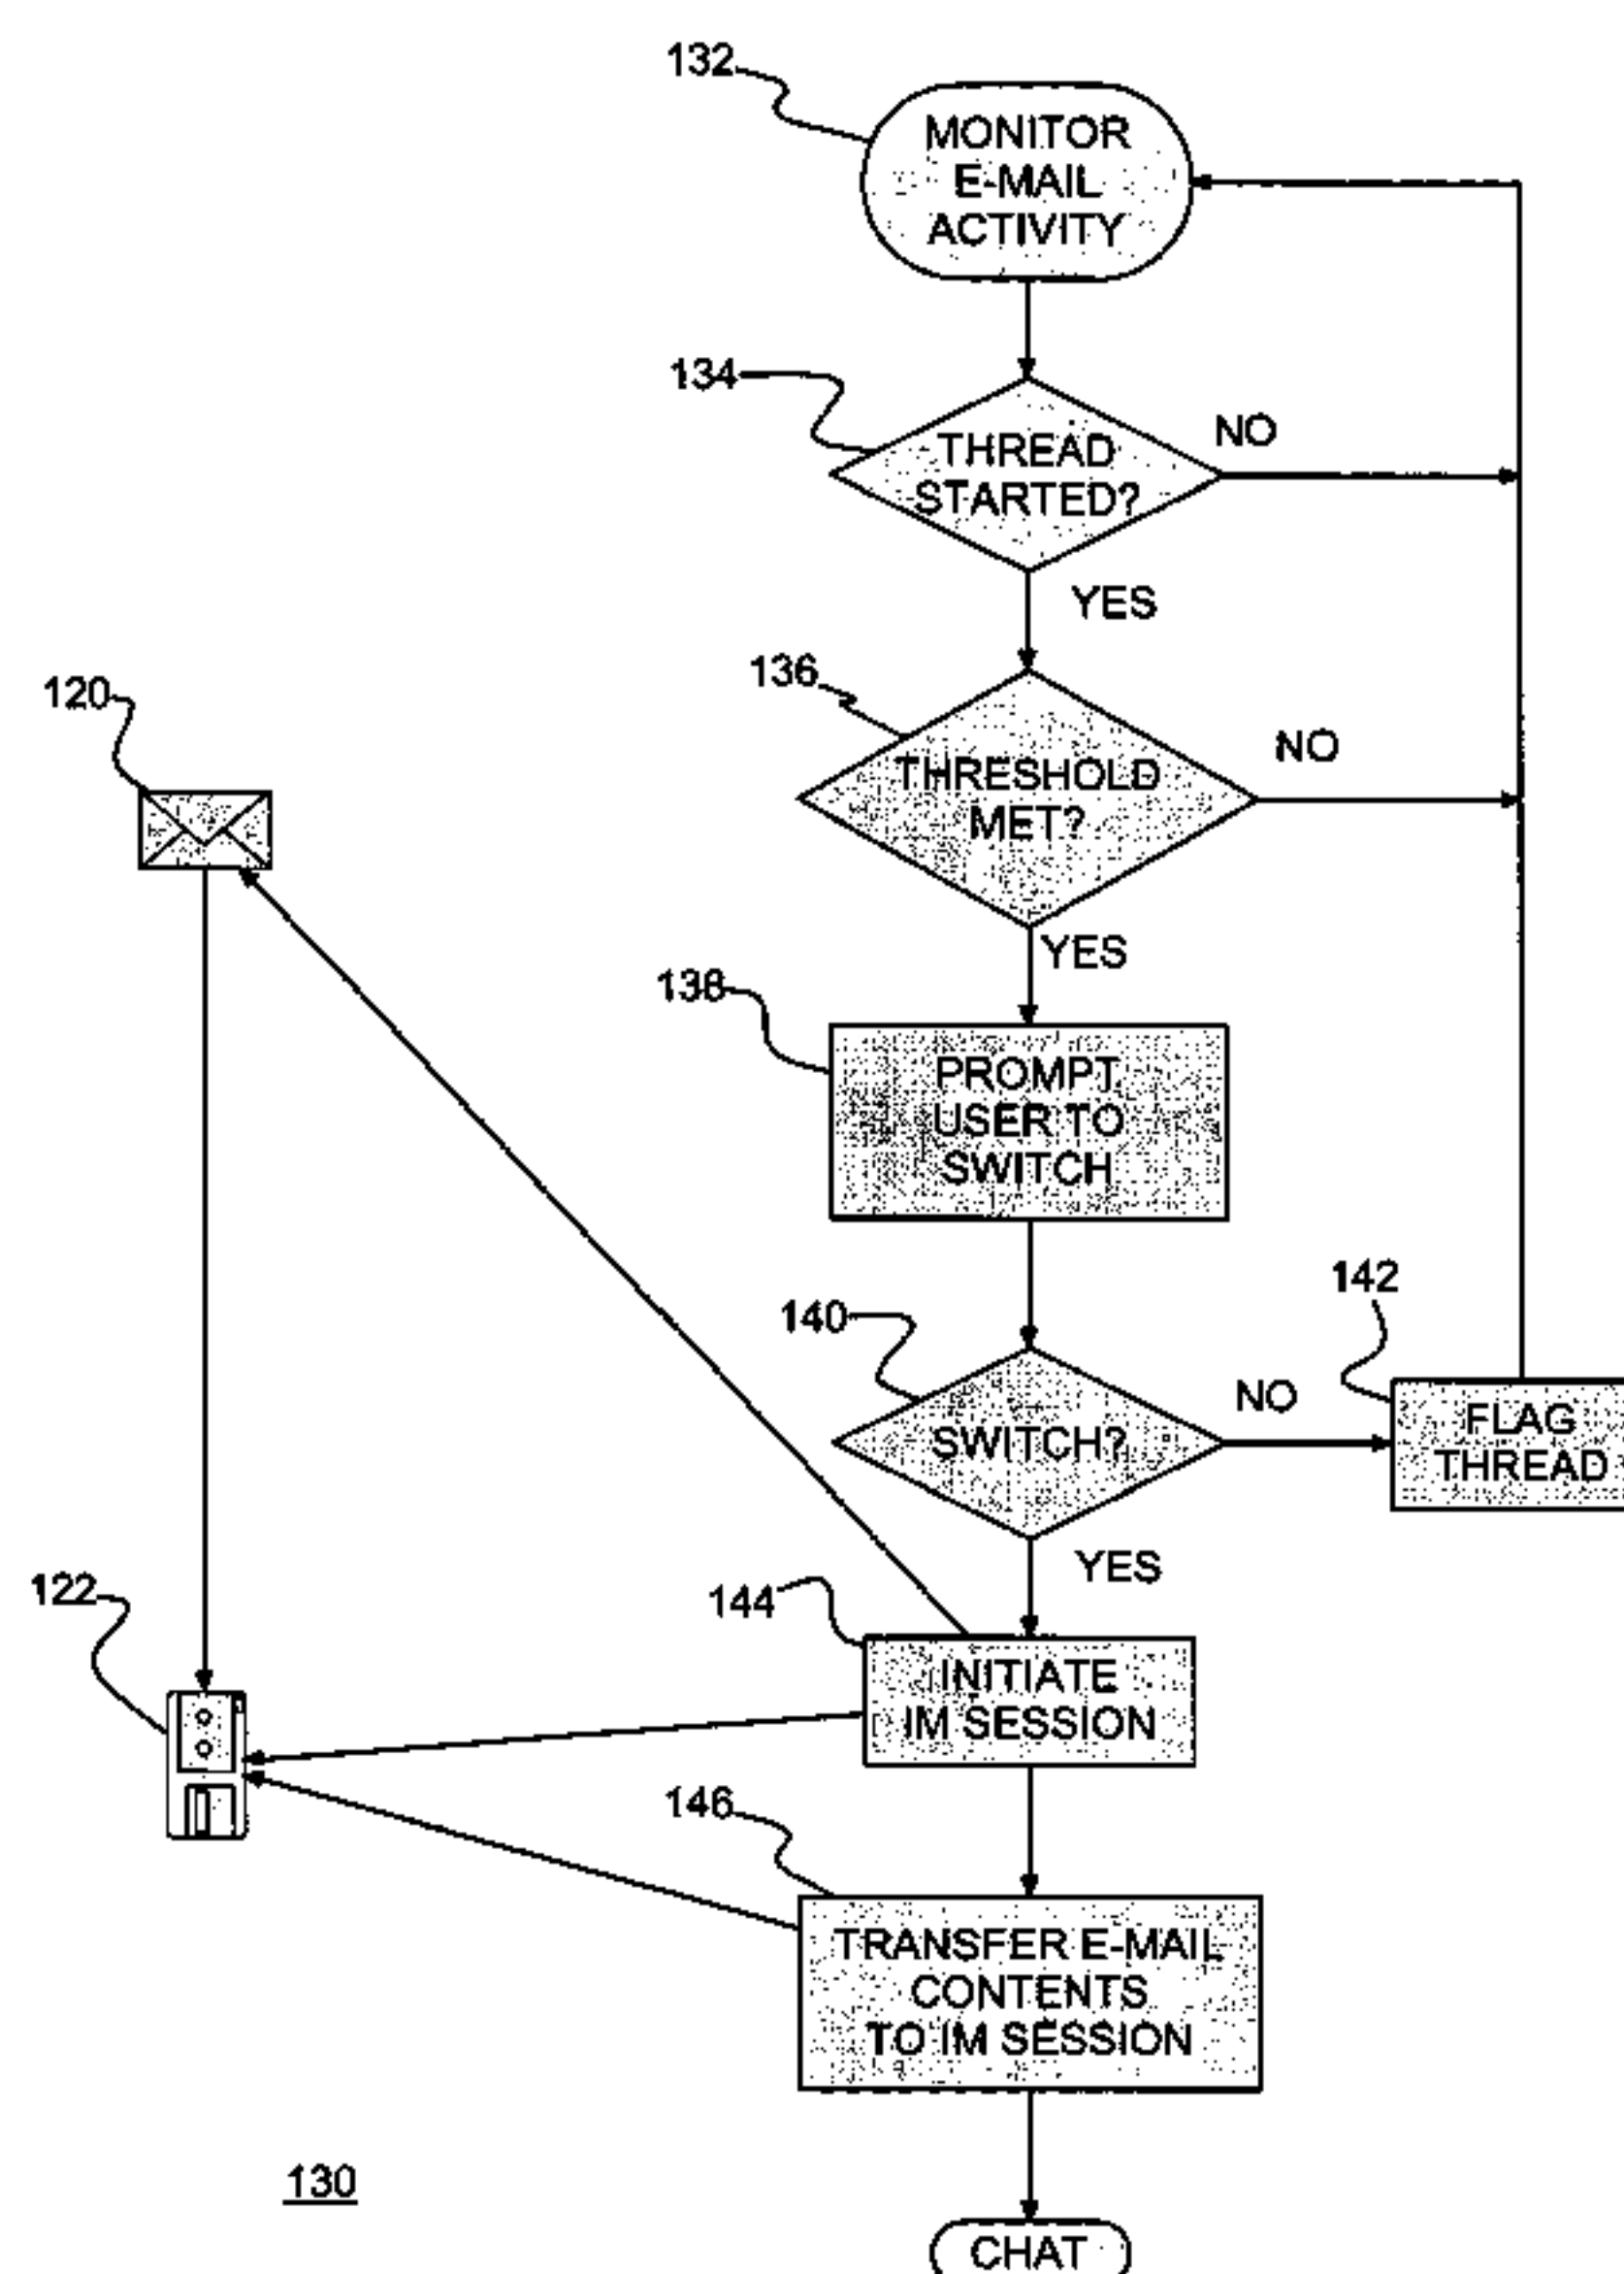 132
MONITOR
E-MAIL
ACTIVITY
134
THREAD
STARTED?
NO
YES
136
120
THRESHOLD
MET?
NO
YES
138
PROMPT
USER TO
SWITCH
142
140
NO
SWITCH?
FLAG
THREAD
YES
122
144
INITIATE
IM SESSION
146
TRANSFER E-MAIL
CONTENTS
TO IM SESSION
130
CHAT